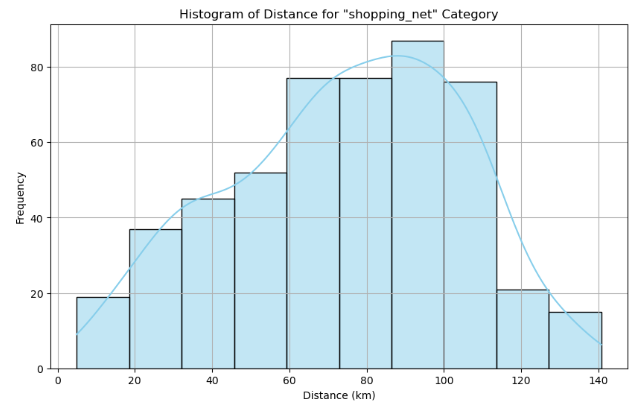 Histogram of Distance for "shopping_net" Category
Frequency
80
60
40
20
0
0 20 40 60 80 100 120 140
Distance (km)